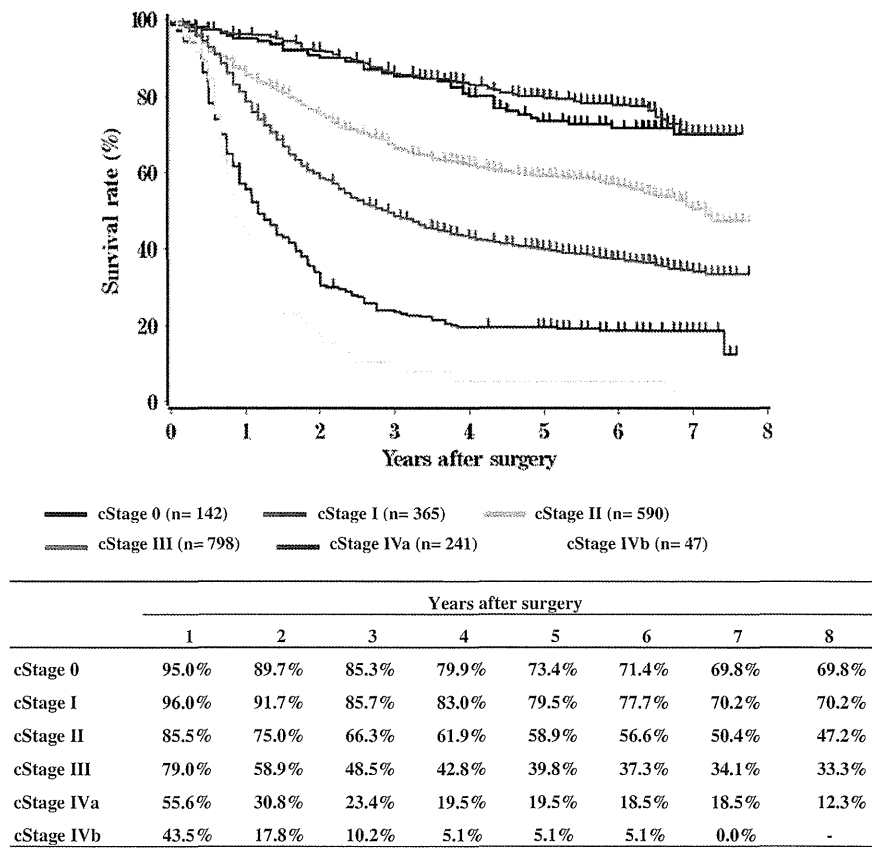 100
80
60
40
20
0
Survival rate (%)
0 1 2 3 4 5 6 7 8
Years after surgery
cStage 0 (n= 142) cStage I (n= 365) cStage II (n= 590)
cStage III (n= 798) cStage IVa (n= 241) cStage IVb (n= 47)
Years after surgery
1 2 3 4 5 6 7 8
cStage 0 95.0% 89.7% 85.3% 79.9% 73.4% 71.4% 69.8% 69.8%
cStage I 96.0% 91.7% 85.7% 83.0% 79.5% 77.7% 70.2% 70.2%
cStage II 85.5% 75.0% 66.3% 61.9% 58.9% 56.6% 50.4% 47.2%
cStage III 79.0% 58.9% 48.5% 42.8% 39.8% 37.3% 34.1% 33.3%
cStage IVa 55.6% 30.8% 23.4% 19.5% 19.5% 18.5% 18.5% 12.3%
cStage IVb 43.5% 17.8% 10.2% 5.1% 5.1% 5.1% 0.0% -